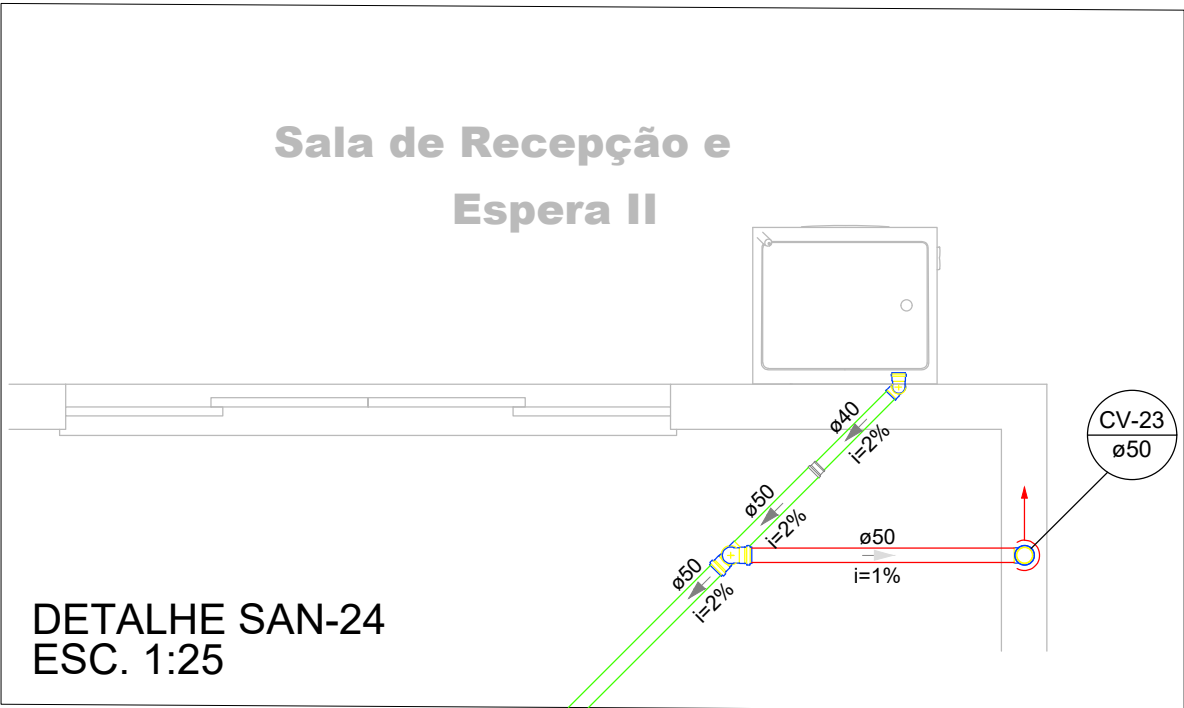 Sala de Recepção e
Espera II
ø40
i=2%
CV-23
ø50
ø50
i=2%
ø50
i=1%
ø50
i=2%
DETALHE SAN-24
ESC. 1:25